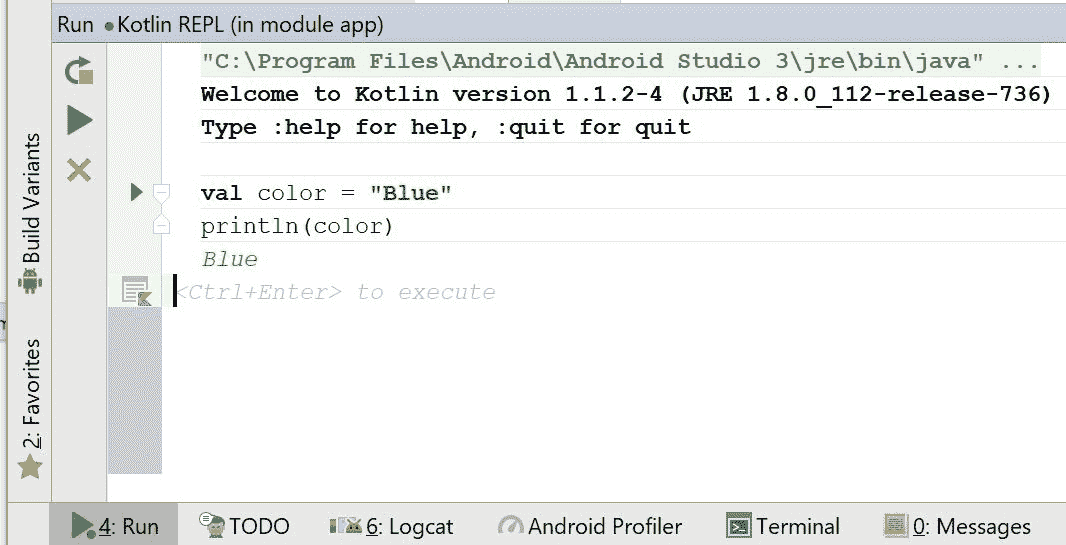 Run Kotlin REPL (in module app)
"C:\Program Files\Android\Android Studio 3\jre\bin\java" ...
Welcome to Kotlin version 1.1.2-4 (JRE 1.8.0_112-release-736)
Type :help for help, :quit for quit
val color = "Blue"
println(color)
Blue
<Ctrl+Enter> to execute
Build Variants
2: Favorites
4: Run TODO 6: Logcat Android Profiler Terminal 0: Messages